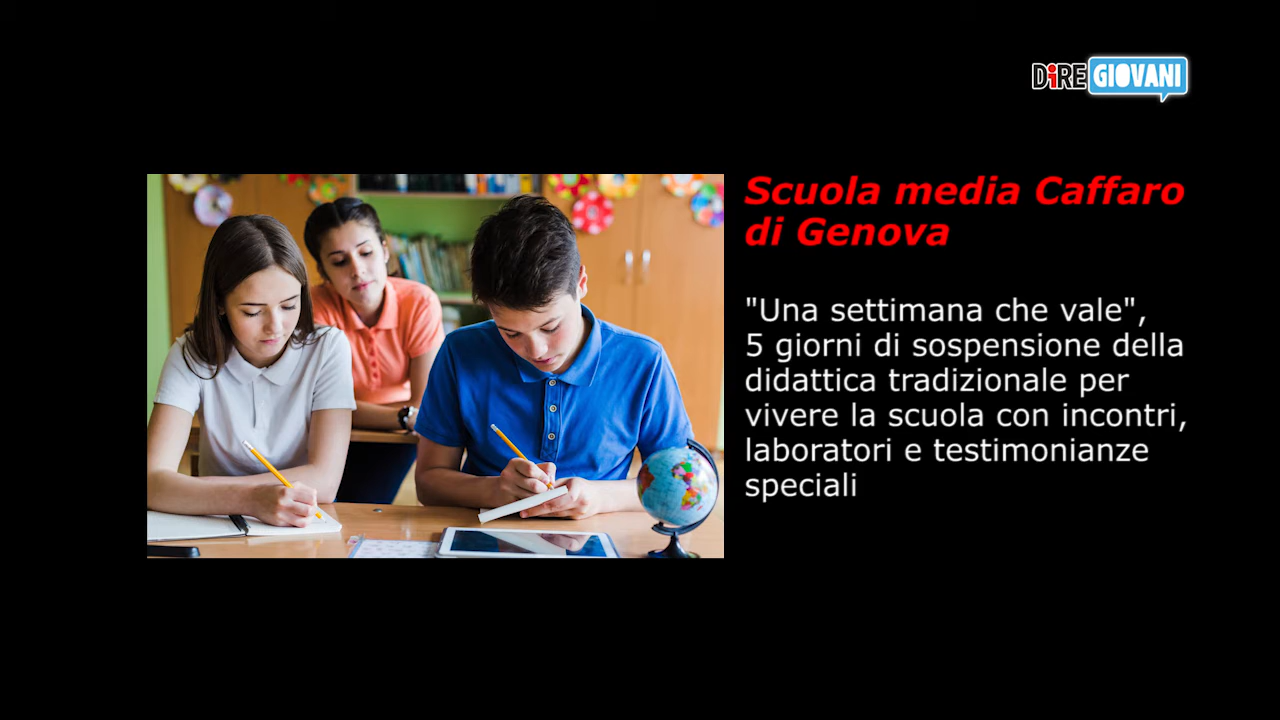 DiRE GIOVANI
Scuola media Caffaro
di Genova
"Una settimana che vale",
5 giorni di sospensione della
didattica tradizionale per
vivere la scuola con incontri,
laboratori e testimonianze
speciali